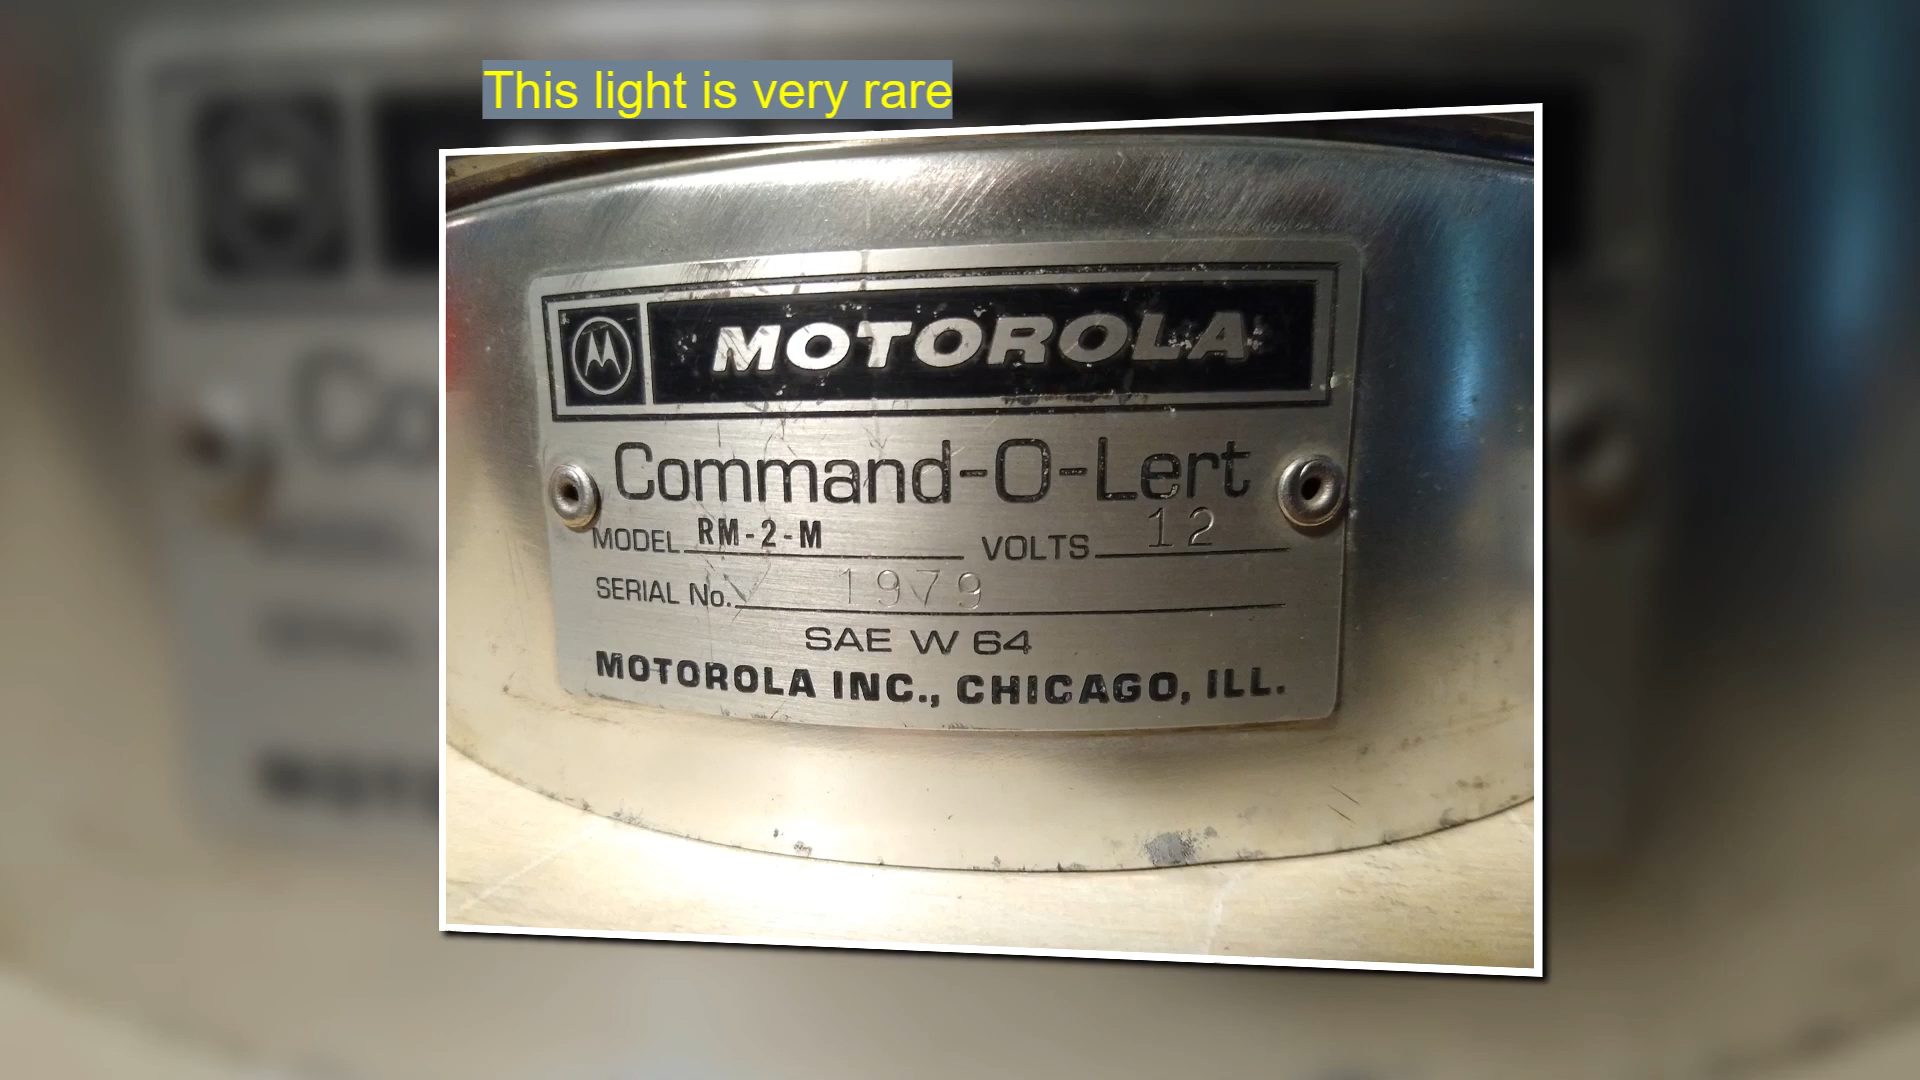 This light is very rare
MOTOROLA
Command-O-Lert
MODEL RM-2-M VOLTS 12
SERIAL No. 1979
SAE W 64
MOTOROLA INC., CHICAGO, ILL.